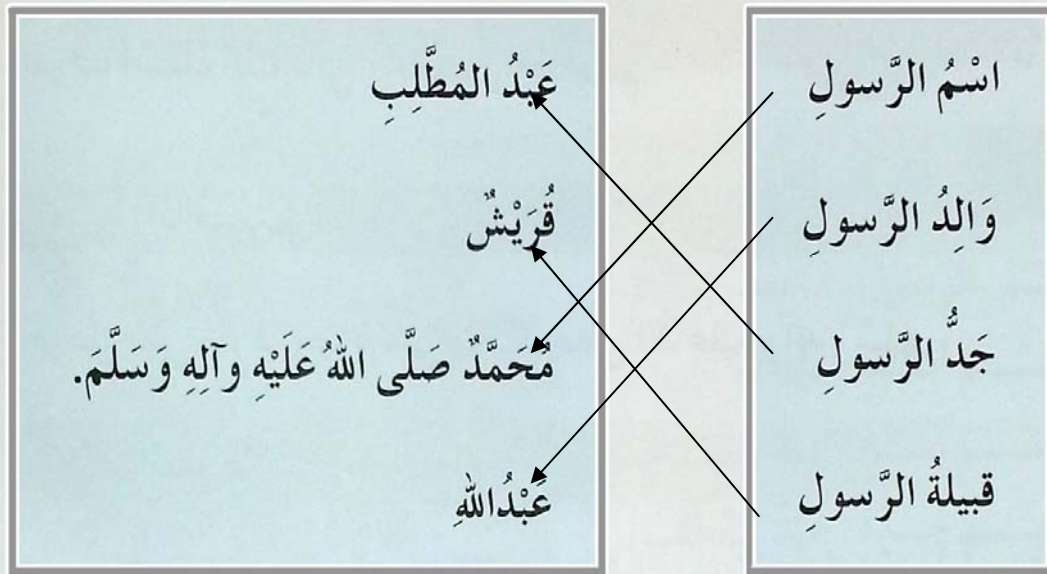 اسْمُ الرَّسولِ
وَالِدُ الرَّسولِ
جَدُّ الرَّسولِ
قبيلةُ الرَّسولِ
عَبْدُ المُطَّلِبِ
قُرَيْشٌ
مُحَمَّدٌ صَلَّى اللهُ عَلَيْهِ وآلِهِ وَسَلَّمَ.
عَبْدُاللهِ